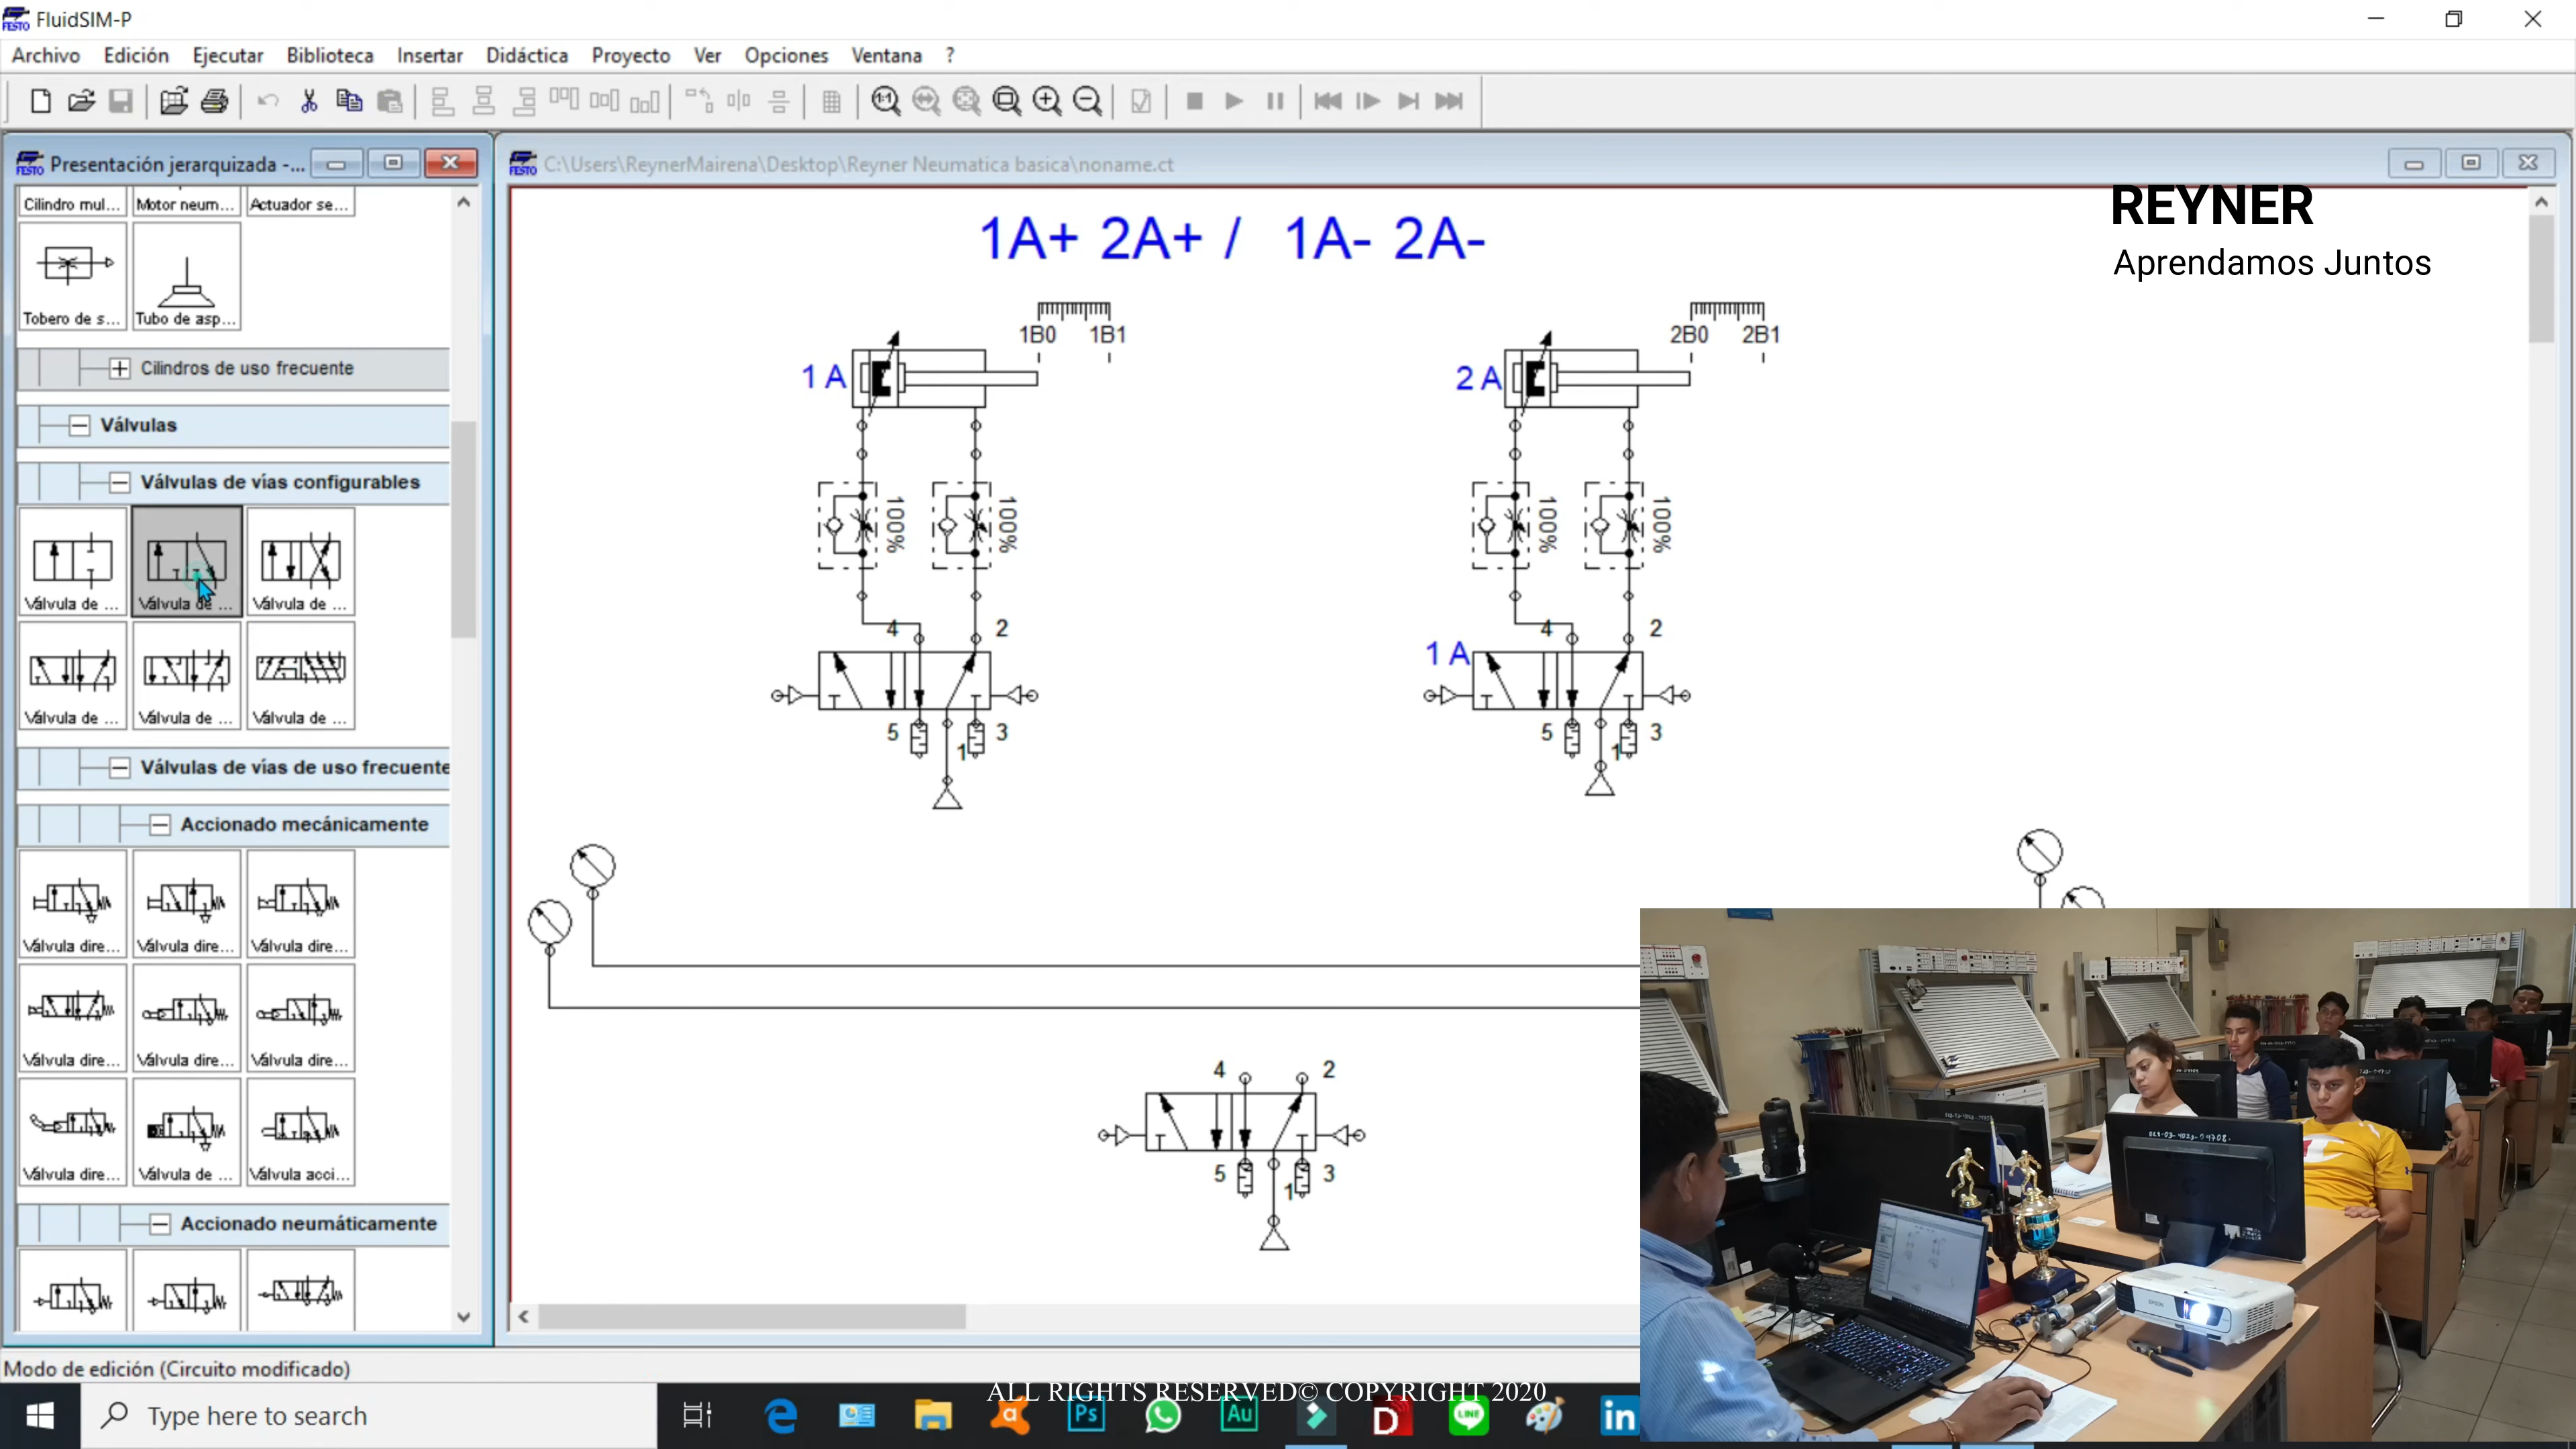 FluidSIM-P
Archivo Edición Ejecutar Biblioteca Insertar Didáctica Proyecto Ver Opciones Ventana ?
Presentación jerarquizada -...
C:\Users\ReynerMairena\Desktop\Reyner Neumatica basica\noname.ct
REYNER
Aprendamos Juntos
Cilindro mul... Motor neum... Actuador se...
Tobero de s... Tubo de asp...
Cilindros de uso frecuente
Válvulas
Válvulas de vías configurables
Válvula de ... Válvula de ... Válvula de ...
Válvula de ... Válvula de ... Válvula de ...
Válvulas de vías de uso frecuente
Accionado mecánicamente
Válvula dire... Válvula dire... Válvula dire...
Válvula dire... Válvula dire... Válvula dire...
Válvula dire... Válvula de ... Válvula acci...
Accionado neumáticamente
1A+ 2A+ / 1A- 2A-
1B0 1B1
2B0 2B1
1 A
2 A
100% 100%
100% 100%
4 2
4 2
1 A
5 1 3
5 1 3
4 2
5 1 3
Modo de edición (Circuito modificado)
ALL RIGHTS RESERVED© COPYRIGHT 2020
Type here to search
Ps
Au
D
LINE
in
EPSON